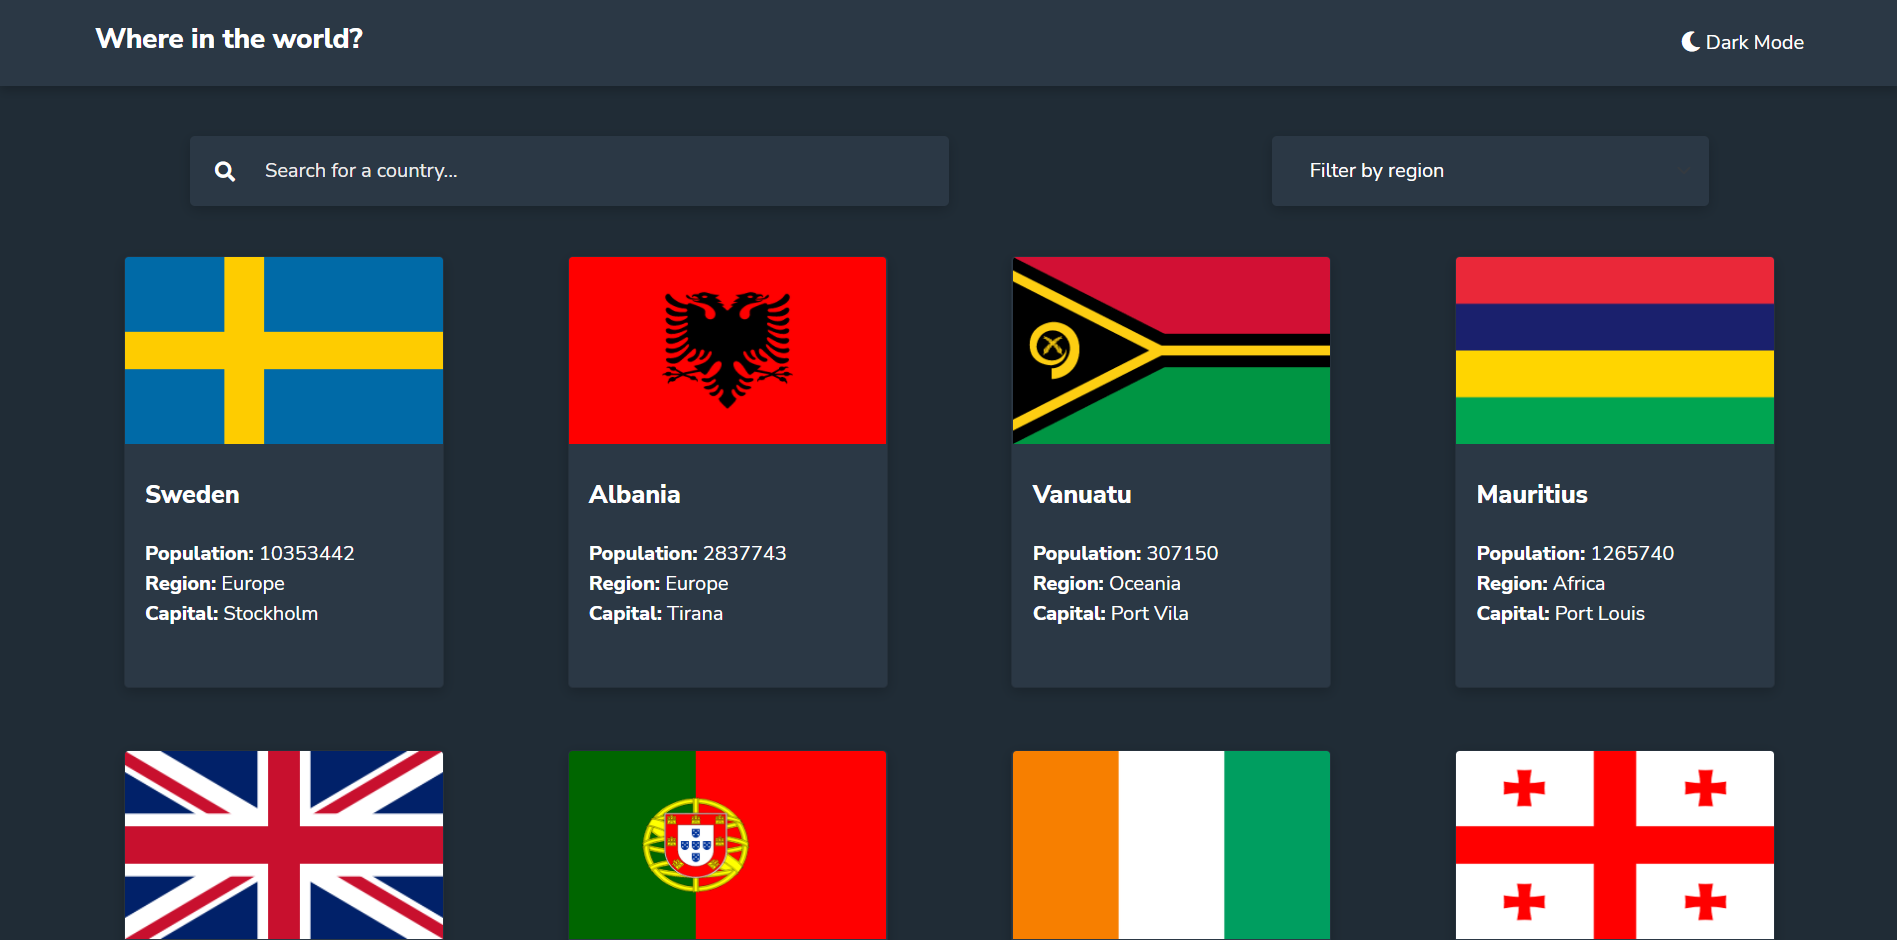 Where in the world?
Dark Mode
Search for a country...
Filter by region
Sweden
Population: 10353442
Region: Europe
Capital: Stockholm
Albania
Population: 2837743
Region: Europe
Capital: Tirana
Vanuatu
Population: 307150
Region: Oceania
Capital: Port Vila
Mauritius
Population: 1265740
Region: Africa
Capital: Port Louis